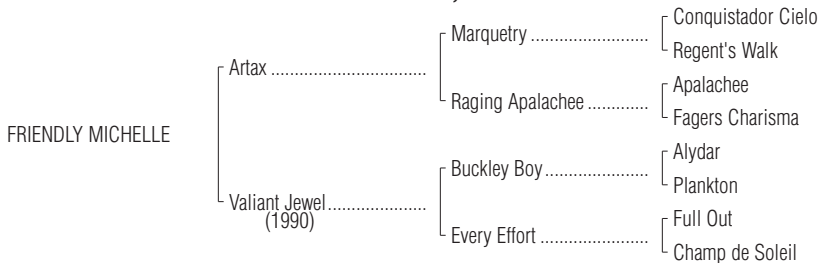 Conquistador Cielo
Marquetry ........................
Regent's Walk
Artax ................................
Apalachee
Raging Apalachee ............
Fagers Charisma
FRIENDLY MICHELLE
Alydar
Buckley Boy .....................
Plankton
Valiant Jewel ....................
(1990)
Full Out
Every Effort ......................
Champ de Soleil